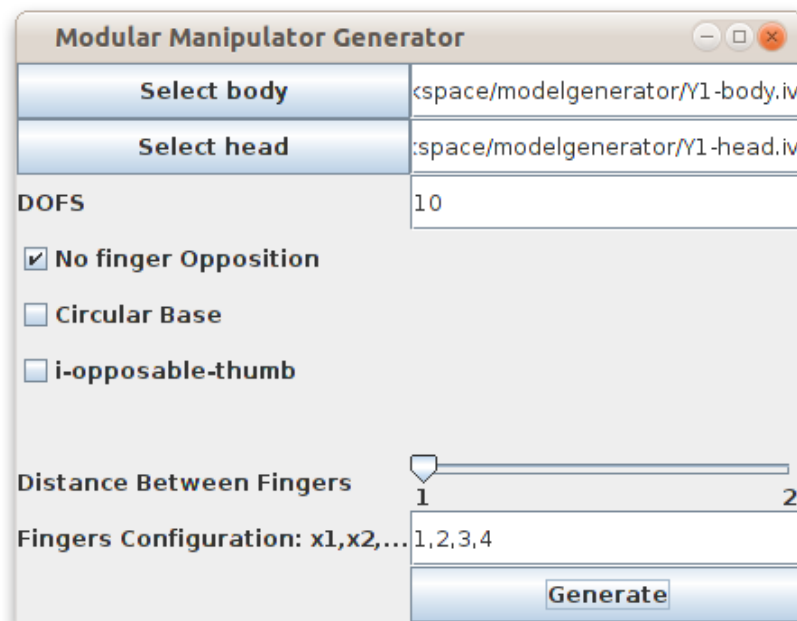 Modular Manipulator Generator
Select body kspace/modelgenerator/Y1-body.iv
Select head kspace/modelgenerator/Y1-head.iv
DOFS 10
No finger Opposition
Circular Base
i-opposable-thumb
Distance Between Fingers
1 2
Fingers Configuration: x1,x2,... 1,2,3,4
Generate